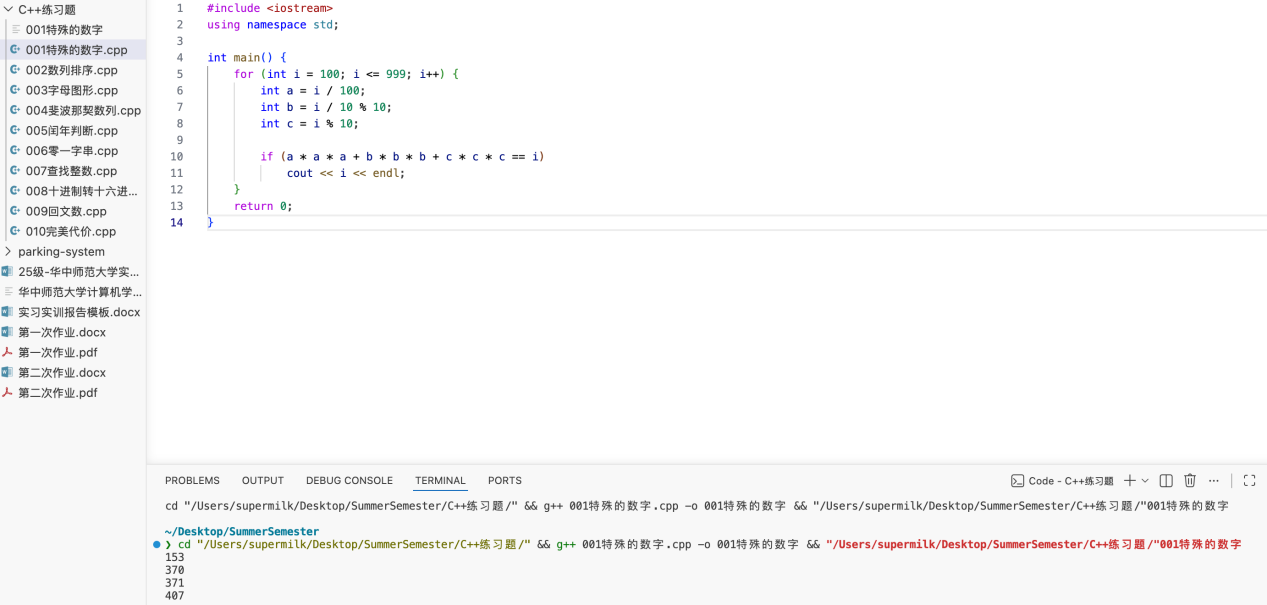 C++练习题
001特殊的数字
001特殊的数字.cpp
002数列排序.cpp
003字母图形.cpp
004斐波那契数列.cpp
005闰年判断.cpp
006零一字串.cpp
007查找整数.cpp
008十进制转十六进...
009回文数.cpp
010完美代价.cpp
parking-system
25级-华中师范大学实...
华中师范大学计算机学...
实习实训报告模板.docx
第一次作业.docx
第一次作业.pdf
第二次作业.docx
第二次作业.pdf
1 #include <iostream>
2 using namespace std;
3
4 int main() {
5 for (int i = 100; i <= 999; i++) {
6 int a = i / 100;
7 int b = i / 10 % 10;
8 int c = i % 10;
9
10 if (a * a * a + b * b * b + c * c * c == i)
11 cout << i << endl;
12 }
13 return 0;
14 }
PROBLEMS OUTPUT DEBUG CONSOLE TERMINAL PORTS Code - C++练习题
cd "/Users/supermilk/Desktop/SummerSemester/C++练习题/" && g++ 001特殊的数字.cpp -o 001特殊的数字 && "/Users/supermilk/Desktop/SummerSemester/C++练习题/"001特殊的数字
~/Desktop/SummerSemester
❯ cd "/Users/supermilk/Desktop/SummerSemester/C++练习题/" && g++ 001特殊的数字.cpp -o 001特殊的数字 && "/Users/supermilk/Desktop/SummerSemester/C++练习题/"001特殊的数字
153
370
371
407